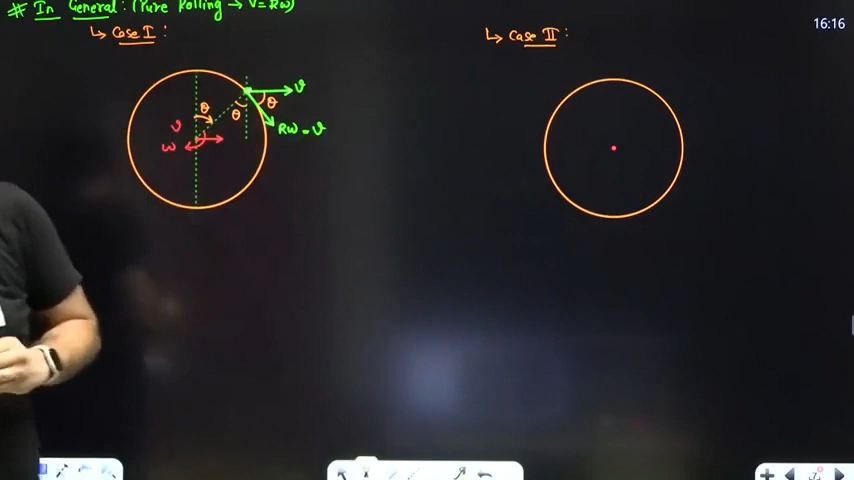 # In General: (Pure Rolling → V = Rω)
↳ Case I :
↳ Case II :
16:16
θ
v
θ
θ
v
ω
Rω = v